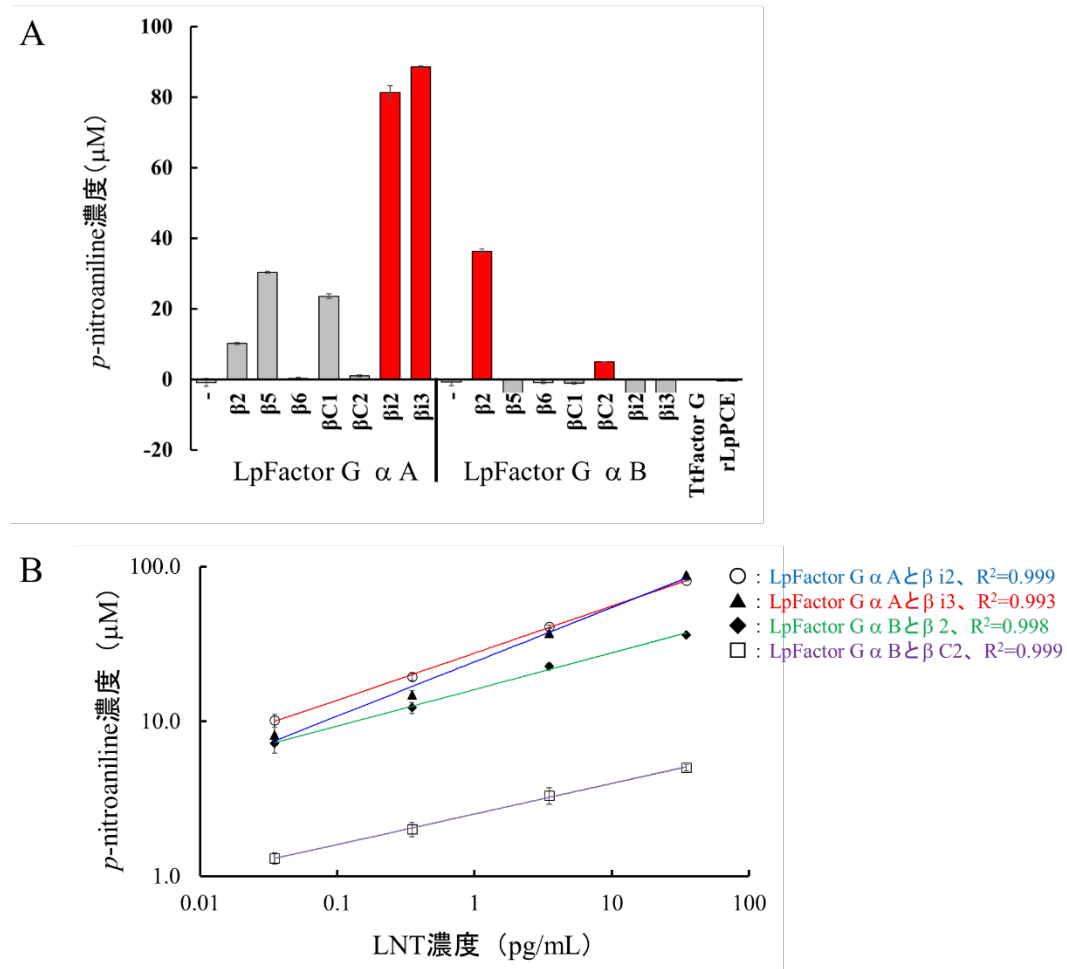 A
p-nitroaniline濃度(μM)
100
80
60
40
20
0
-20
-
β2
β5
β6
βC1
βC2
βi2
βi3
-
β2
β5
β6
βC1
βC2
βi2
βi3
TtFactor G
rLpPCE
LpFactor G α A
LpFactor G α B
B
p-nitroaniline濃度 (μM)
100.0
10.0
1.0
0.01
0.1
1
10
100
LNT濃度 (pg/mL)
: LpFactor G α Aとβ i2、R²=0.999
: LpFactor G α Aとβ i3、R²=0.993
: LpFactor G α Bとβ 2、R²=0.998
: LpFactor G α Bとβ C2、R²=0.999